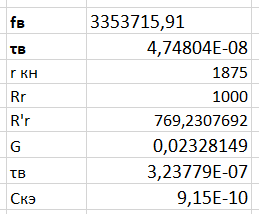 fв 3353715,91
τв 4,74804E-08
r кн 1875
Rг 1000
R'г 769,2307692
G 0,02328149
τв 3,23779E-07
Скэ 9,15E-10